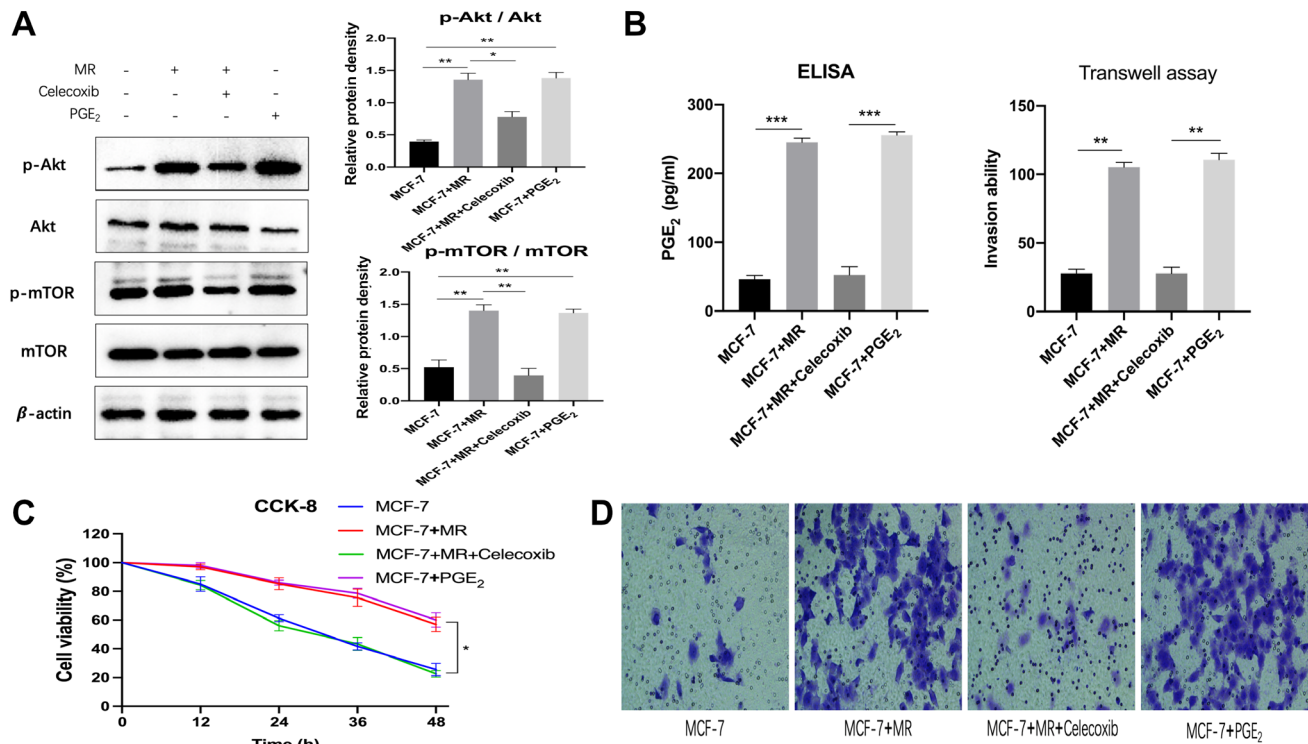 A
MR - + + -
Celecoxib - - + -
PGE2 - - - +
p-Akt
Akt
p-mTOR
mTOR
β-actin
p-Akt / Akt
Relative protein density
2.0
1.5
1.0
0.5
0.0
**
** *
MCF-7
MCF-7+MR
MCF-7+MR+Celecoxib
MCF-7+PGE2
p-mTOR / mTOR
Relative protein density
2.0
1.5
1.0
0.5
0.0
**
** **
MCF-7
MCF-7+MR
MCF-7+MR+Celecoxib
MCF-7+PGE2
B
ELISA
PGE2 (pg/ml)
300
200
100
0
*** ***
MCF-7
MCF-7+MR
MCF-7+MR+Celecoxib
MCF-7+PGE2
Transwell assay
Invasion ability
150
100
50
0
** **
MCF-7
MCF-7+MR
MCF-7+MR+Celecoxib
MCF-7+PGE2
C
CCK-8
MCF-7
MCF-7+MR
MCF-7+MR+Celecoxib
MCF-7+PGE2
Cell viability (%)
120
100
80
60
40
20
0
*
0 12 24 36 48
Time (h)
D
MCF-7
MCF-7+MR
MCF-7+MR+Celecoxib
MCF-7+PGE2